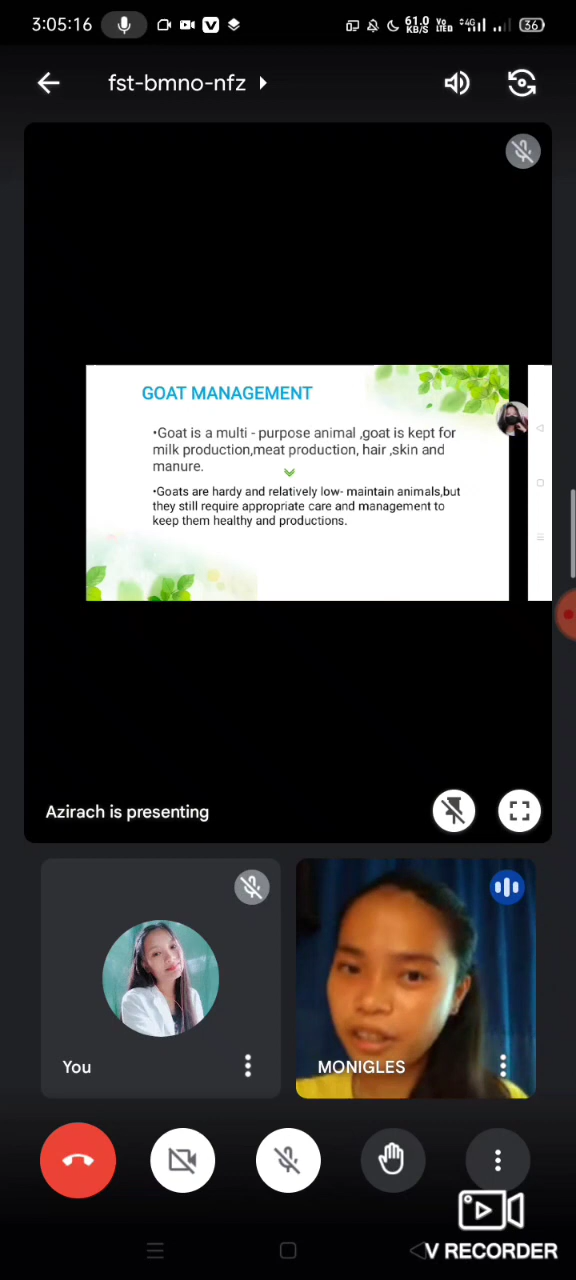 3:05:16
61.0
KB/S
Vo
LTE
4G
36
fst-bmno-nfz
GOAT MANAGEMENT
•Goat is a multi - purpose animal ,goat is kept for
milk production,meat production, hair ,skin and
manure.
•Goats are hardy and relatively low- maintain animals,but
they still require appropriate care and management to
keep them healthy and productions.
Azirach is presenting
You
MONIGLES
V RECORDER